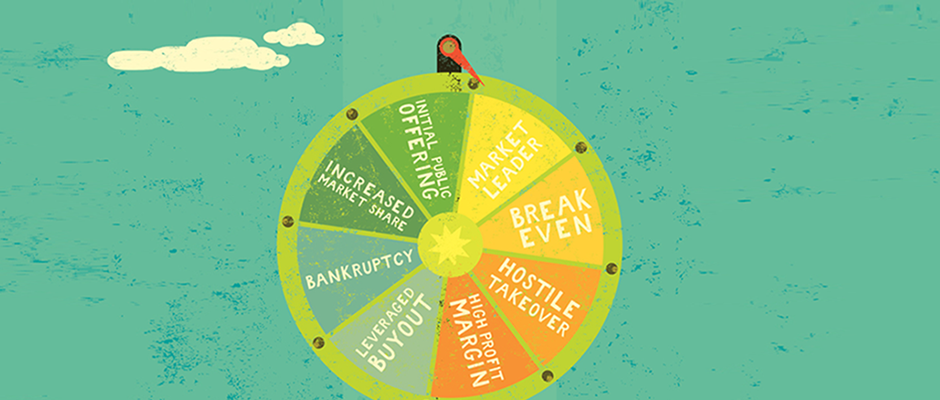 INITIAL PUBLIC
OFFERING
MARKET
LEADER
BREAK
EVEN
HOSTILE
TAKEOVER
HIGH PROFIT
MARGIN
LEVERAGED
BUYOUT
BANKRUPTCY
INCREASED
MARKET SHARE